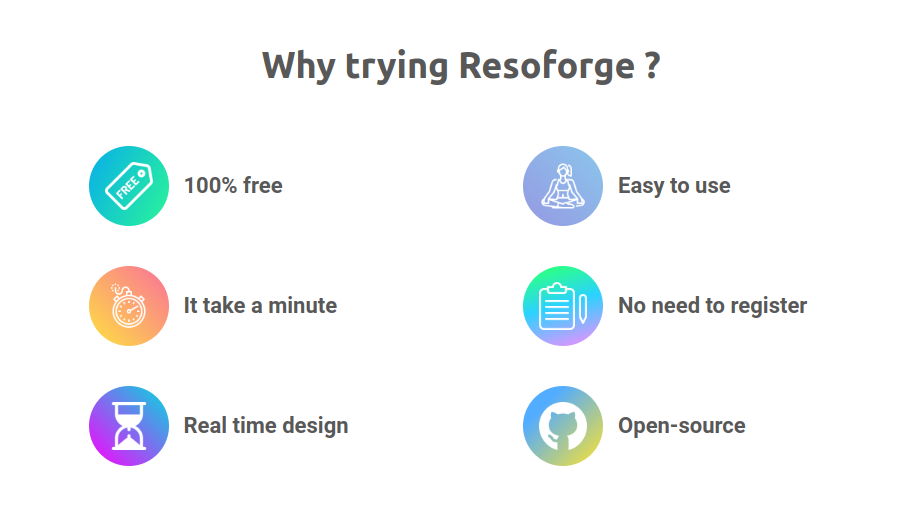 Why trying Resoforge ?
FREE
100% free
Easy to use
It take a minute
No need to register
Real time design
Open-source